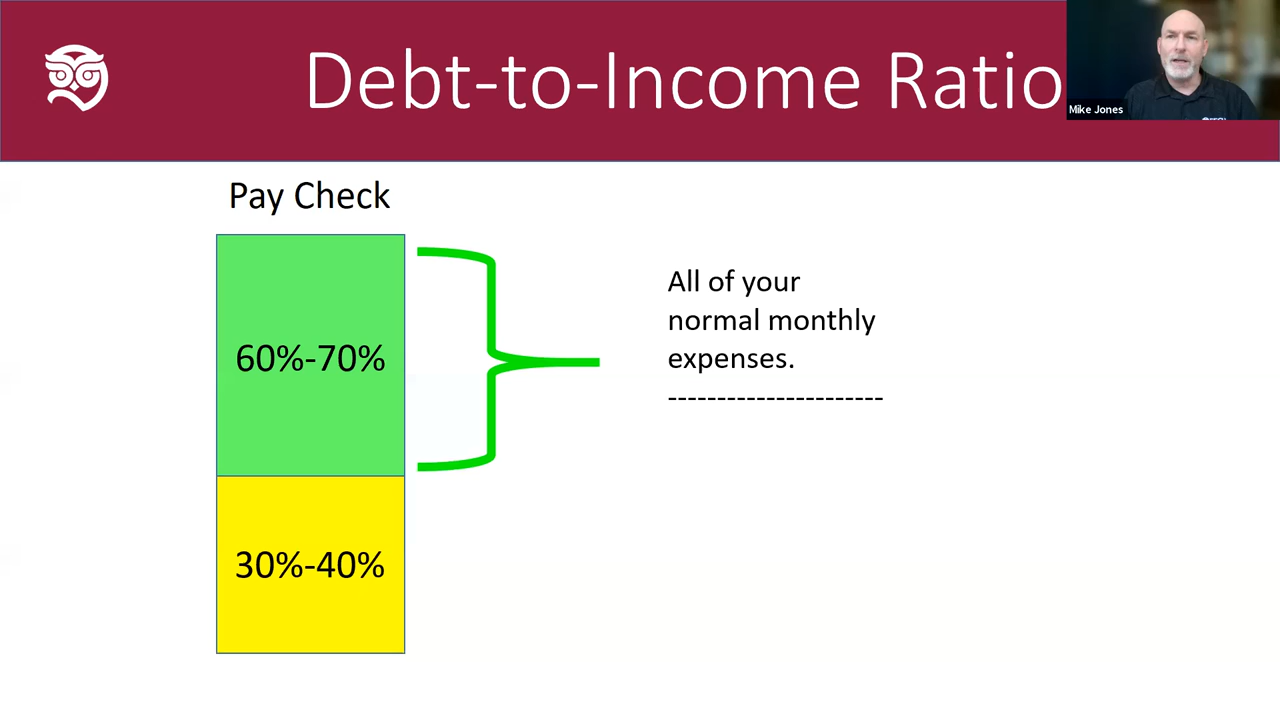 Debt-to-Income Ratio
Mike Jones
Pay Check
60%-70%
30%-40%
All of your
normal monthly
expenses.
----------------------